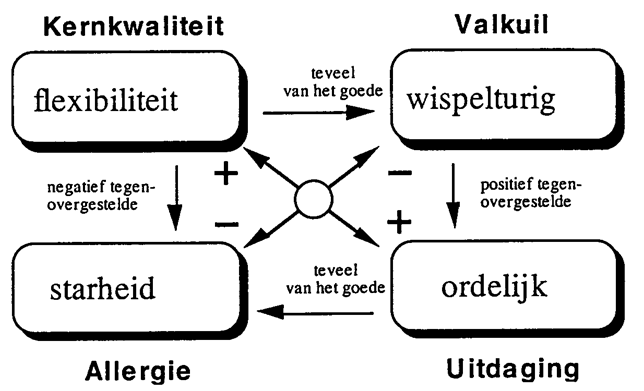 Kernkwaliteit
Valkuil
flexibiliteit
teveel
van het goede
wispelturig
+
−
negatief tegen-
overgestelde
positief tegen-
overgestelde
−
+
starheid
teveel
van het goede
ordelijk
Allergie
Uitdaging